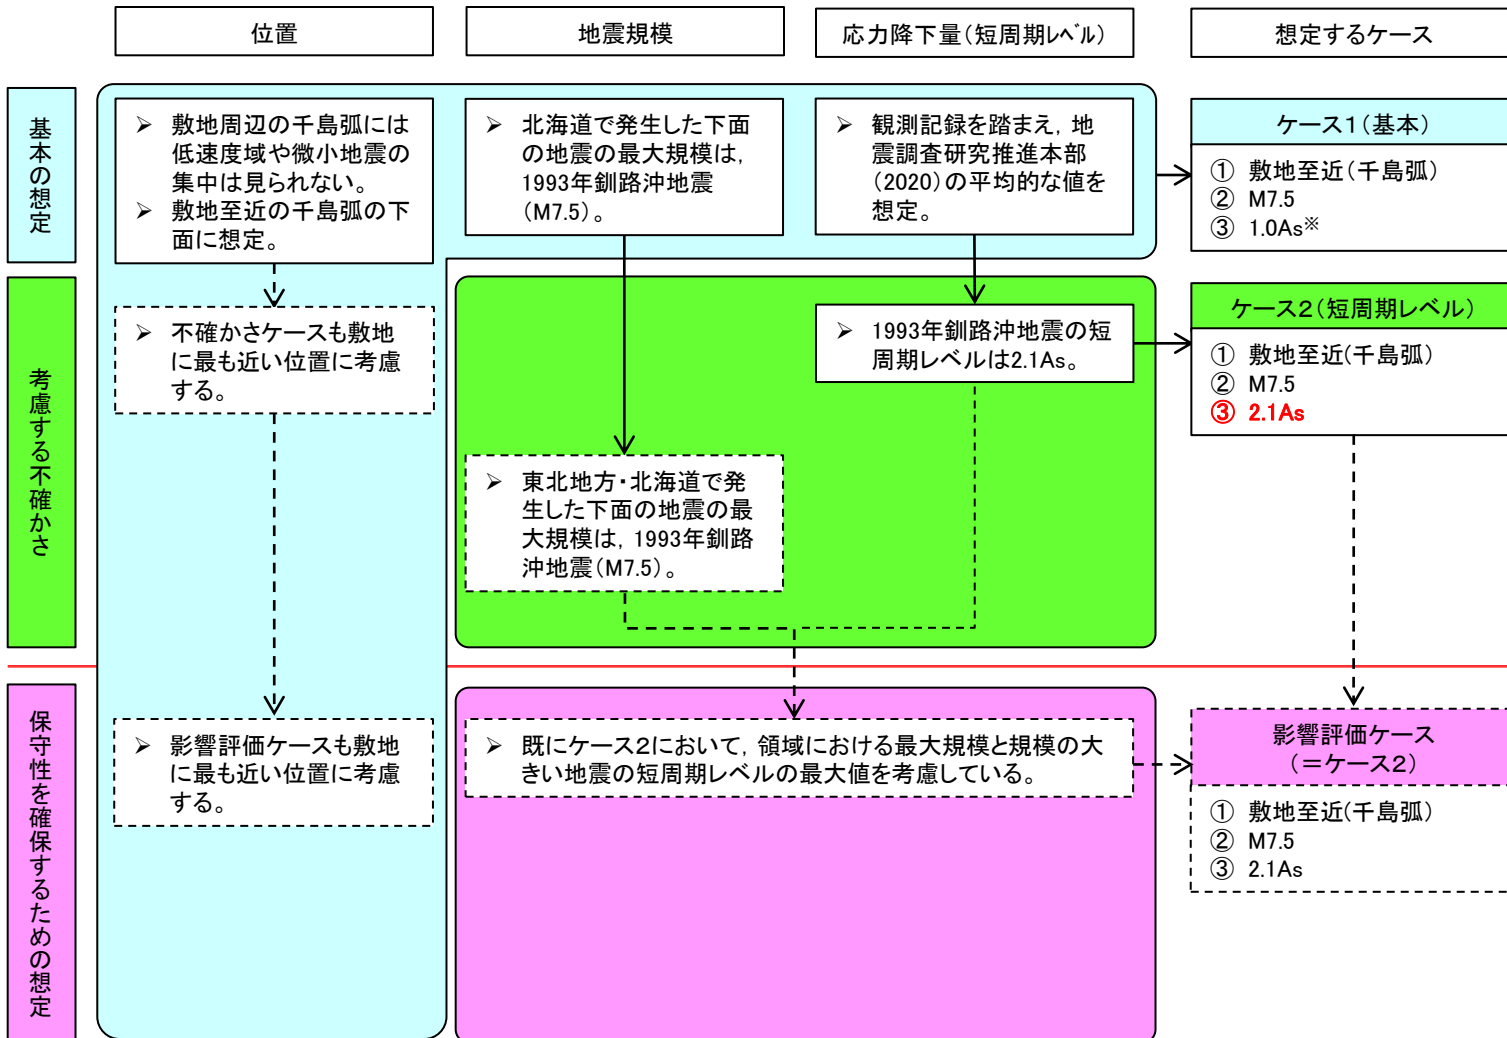 位置
地震規模
応力降下量(短周期レベル)
想定するケース
基本の想定
➢ 敷地周辺の千島弧には
低速度域や微小地震の
集中は見られない。
➢ 敷地至近の千島弧の下
面に想定。
➢ 北海道で発生した下面
の地震の最大規模は,
1993年釧路沖地震
(M7.5)。
➢ 観測記録を踏まえ,地
震調査研究推進本部
(2020)の平均的な値を
想定。
ケース1(基本)
① 敷地至近(千島弧)
② M7.5
③ 1.0As※
考慮する不確かさ
➢ 不確かさケースも敷地
に最も近い位置に考慮
する。
➢ 1993年釧路沖地震の短
周期レベルは2.1As。
ケース2(短周期レベル)
① 敷地至近(千島弧)
② M7.5
③ 2.1As
➢ 東北地方・北海道で発
生した下面の地震の最
大規模は,1993年釧路
沖地震(M7.5)。
保守性を確保するための想定
➢ 影響評価ケースも敷地
に最も近い位置に考慮
する。
➢ 既にケース2において,領域における最大規模と規模の大
きい地震の短周期レベルの最大値を考慮している。
影響評価ケース
(=ケース2)
① 敷地至近(千島弧)
② M7.5
③ 2.1As